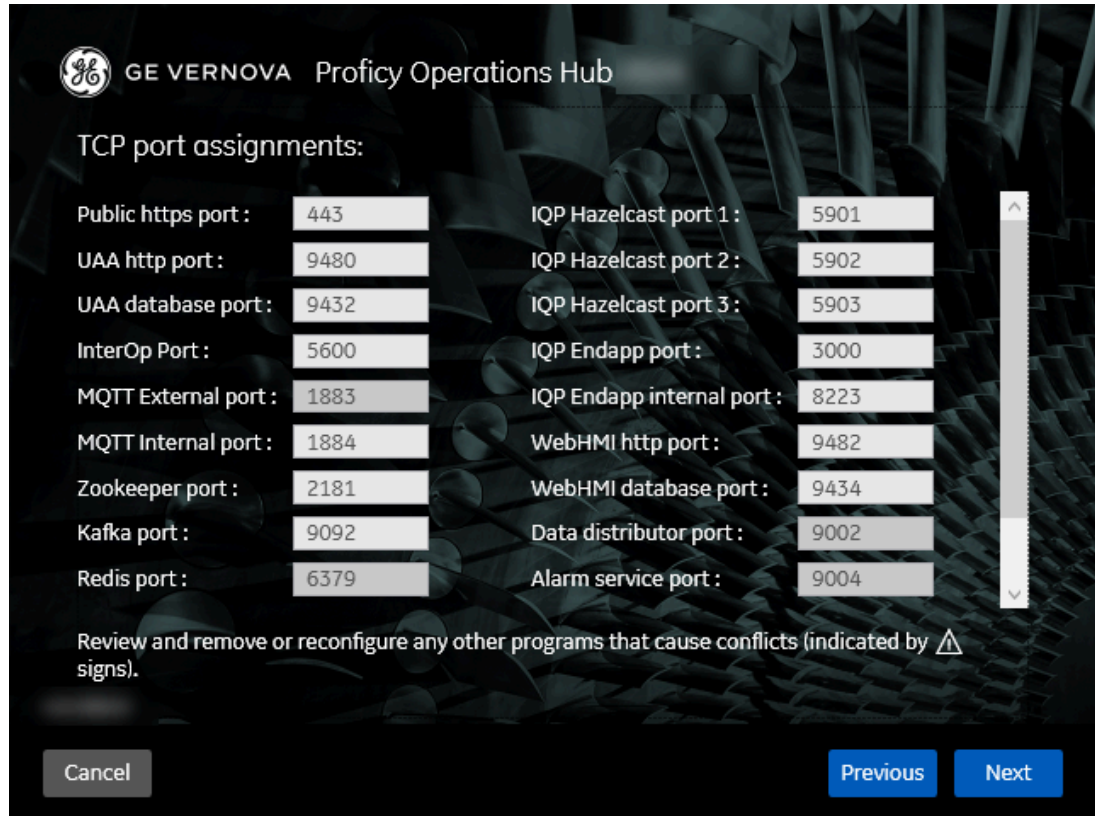 GE VERNOVA Proficy Operations Hub
TCP port assignments:
Public https port : 443 IQP Hazelcast port 1 : 5901
UAA http port : 9480 IQP Hazelcast port 2 : 5902
UAA database port : 9432 IQP Hazelcast port 3 : 5903
InterOp Port : 5600 IQP Endapp port : 3000
MQTT External port : 1883 IQP Endapp internal port : 8223
MQTT Internal port : 1884 WebHMI http port : 9482
Zookeeper port : 2181 WebHMI database port : 9434
Kafka port : 9092 Data distributor port : 9002
Redis port : 6379 Alarm service port : 9004
Review and remove or reconfigure any other programs that cause conflicts (indicated by ⚠
signs).
Cancel Previous Next